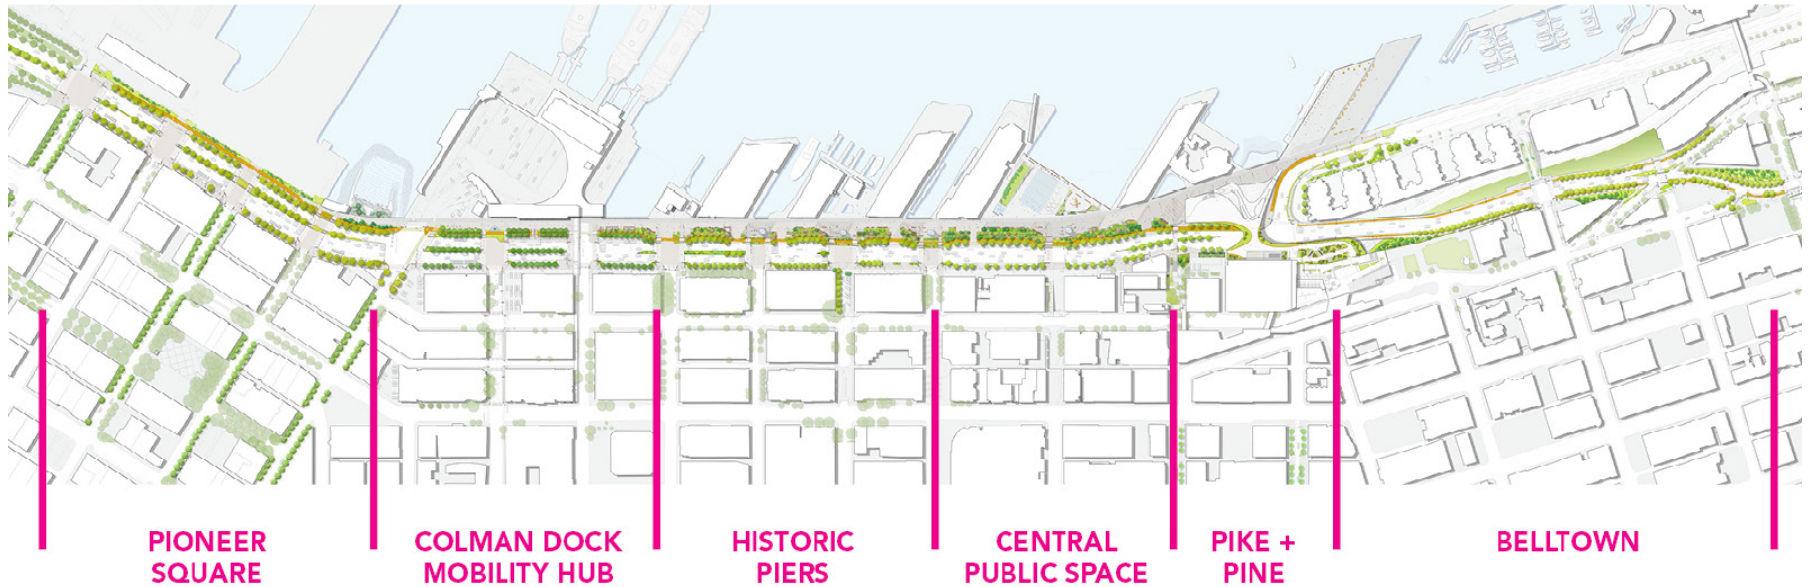 PIONEER
SQUARE
COLMAN DOCK
MOBILITY HUB
HISTORIC
PIERS
CENTRAL
PUBLIC SPACE
PIKE +
PINE
BELLTOWN